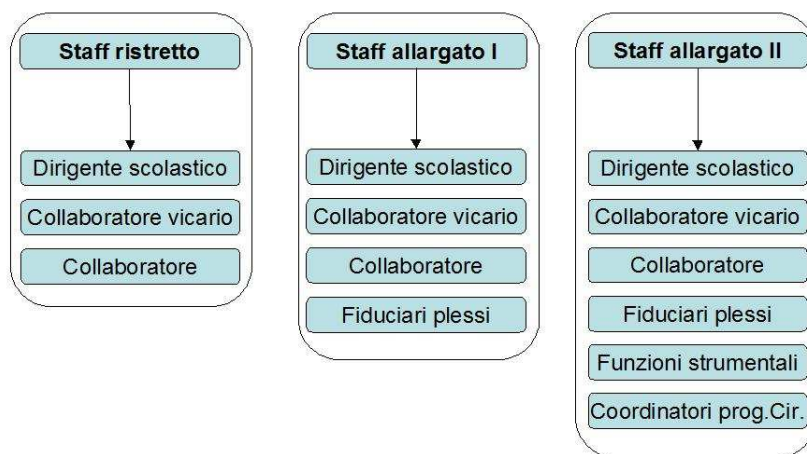 Staff ristretto
Dirigente scolastico
Collaboratore vicario
Collaboratore
Staff allargato I
Dirigente scolastico
Collaboratore vicario
Collaboratore
Fiduciari plessi
Staff allargato II
Dirigente scolastico
Collaboratore vicario
Collaboratore
Fiduciari plessi
Funzioni strumentali
Coordinatori prog.Cir.